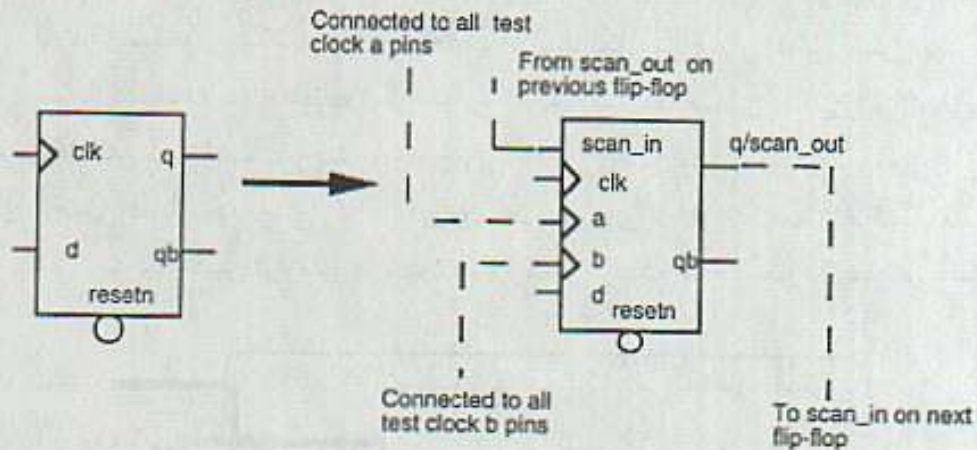 Connected to all test
clock a pins
From scan_out on
previous flip-flop
clk
q
d
qb
resetn
scan_in
q/scan_out
clk
a
b
qb
d
resetn
Connected to all
test clock b pins
To scan_in on next
flip-flop